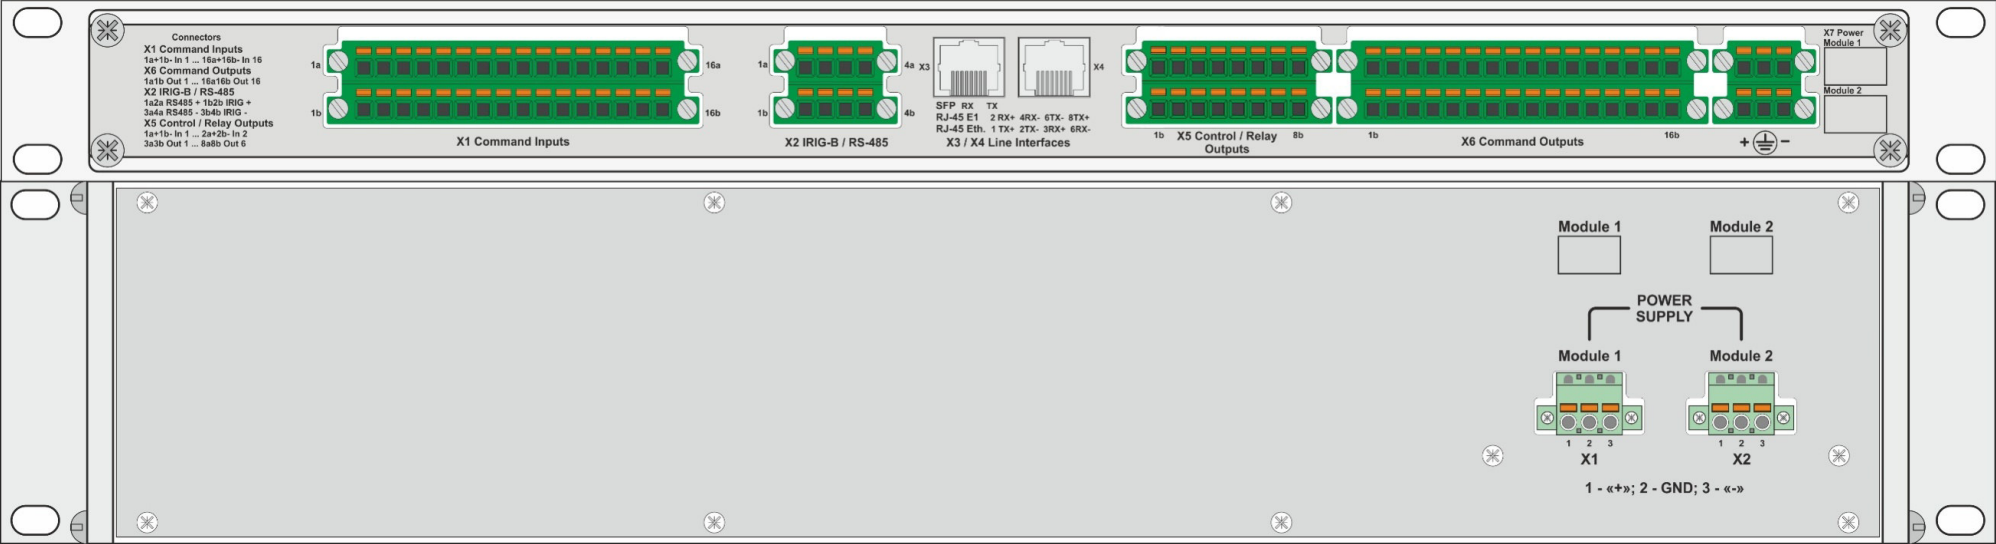 Connectors
X1 Command Inputs
1a+1b- In 1 ... 16a+16b- In 16
X6 Command Outputs
1a1b Out 1 ... 16a16b Out 16
X2 IRIG-B / RS-485
1a2a RS485 + 1b2b IRIG +
3a4a RS485 - 3b4b IRIG -
X5 Control / Relay Outputs
1a+1b- In 1 ... 2a+2b- In 2
3a3b Out 1 ... 8a8b Out 6
1a
16a
1b
16b
X1 Command Inputs
1a
4a
1b
4b
X2 IRIG-B / RS-485
X3
X4
SFP RX TX
RJ-45 E1 2 RX+ 4RX- 6TX- 8TX+
RJ-45 Eth. 1 TX+ 2TX- 3RX+ 6RX-
X3 / X4 Line Interfaces
1b
X5 Control / Relay
Outputs
8b
1b
X6 Command Outputs
16b
+ -
X7 Power
Module 1
Module 2
Module 1
Module 2
POWER
SUPPLY
Module 1
Module 2
1 2 3
1 2 3
X1
X2
1 - «+»; 2 - GND; 3 - «-»